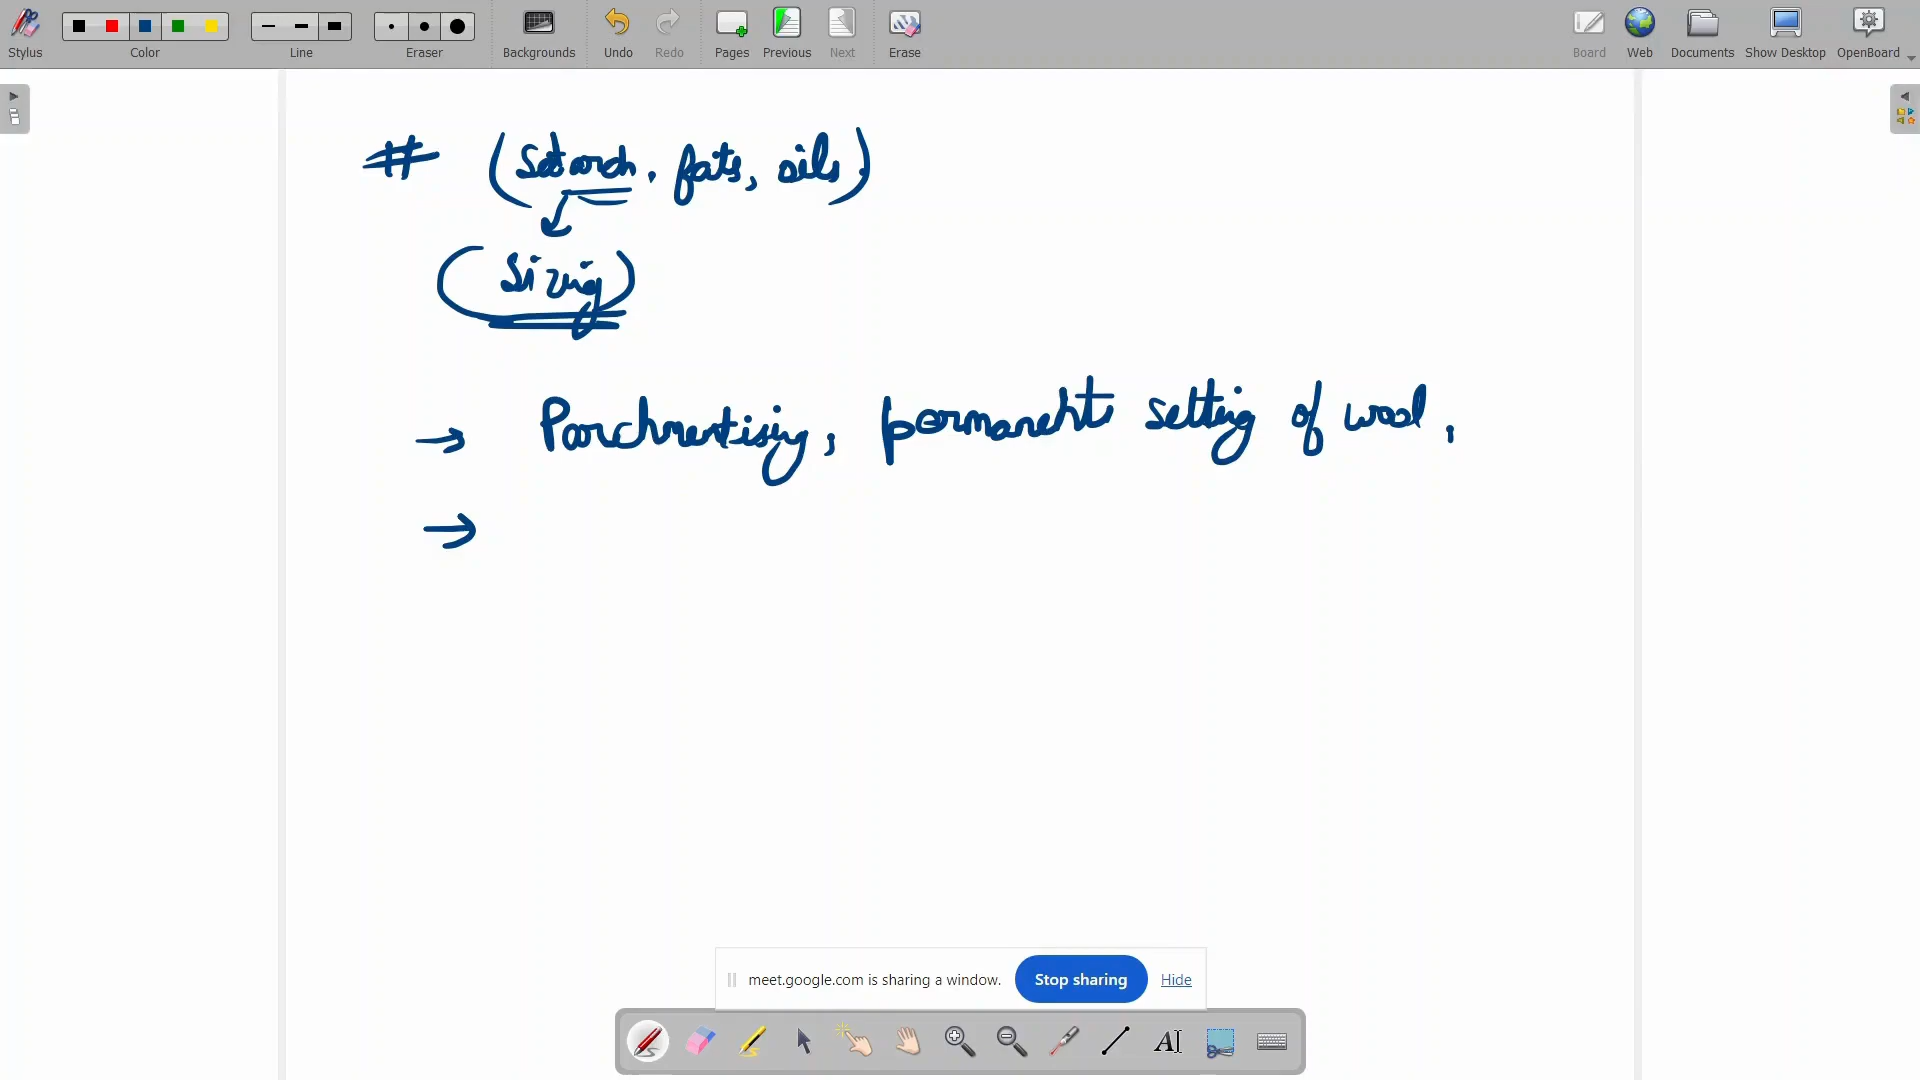 Stylus Color Line Eraser Backgrounds Undo Redo Pages Previous Next Erase Board Web Documents Show Desktop OpenBoard
# (Starch, fats, oils)
(Sizing)
→ Parchmentising, permanent setting of wool,
→
meet.google.com is sharing a window. Stop sharing Hide